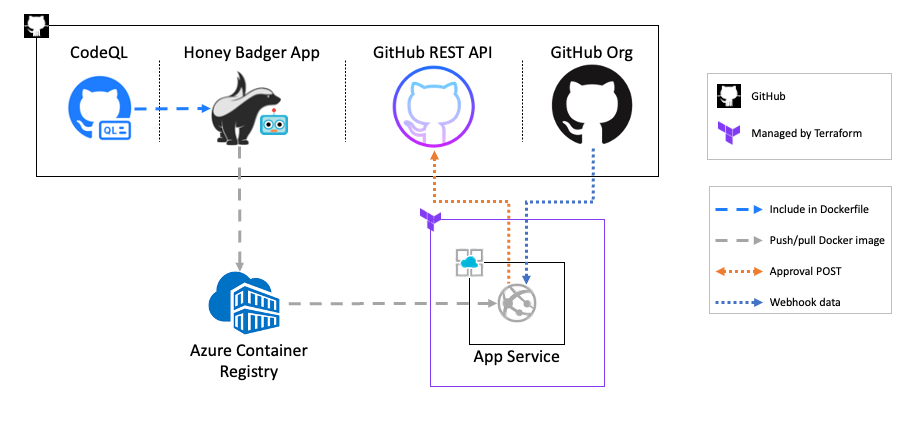 CodeQL
Honey Badger App
GitHub REST API
GitHub Org
QL
GitHub
Managed by Terraform
Include in Dockerfile
Push/pull Docker image
Approval POST
Webhook data
Azure Container
Registry
App Service